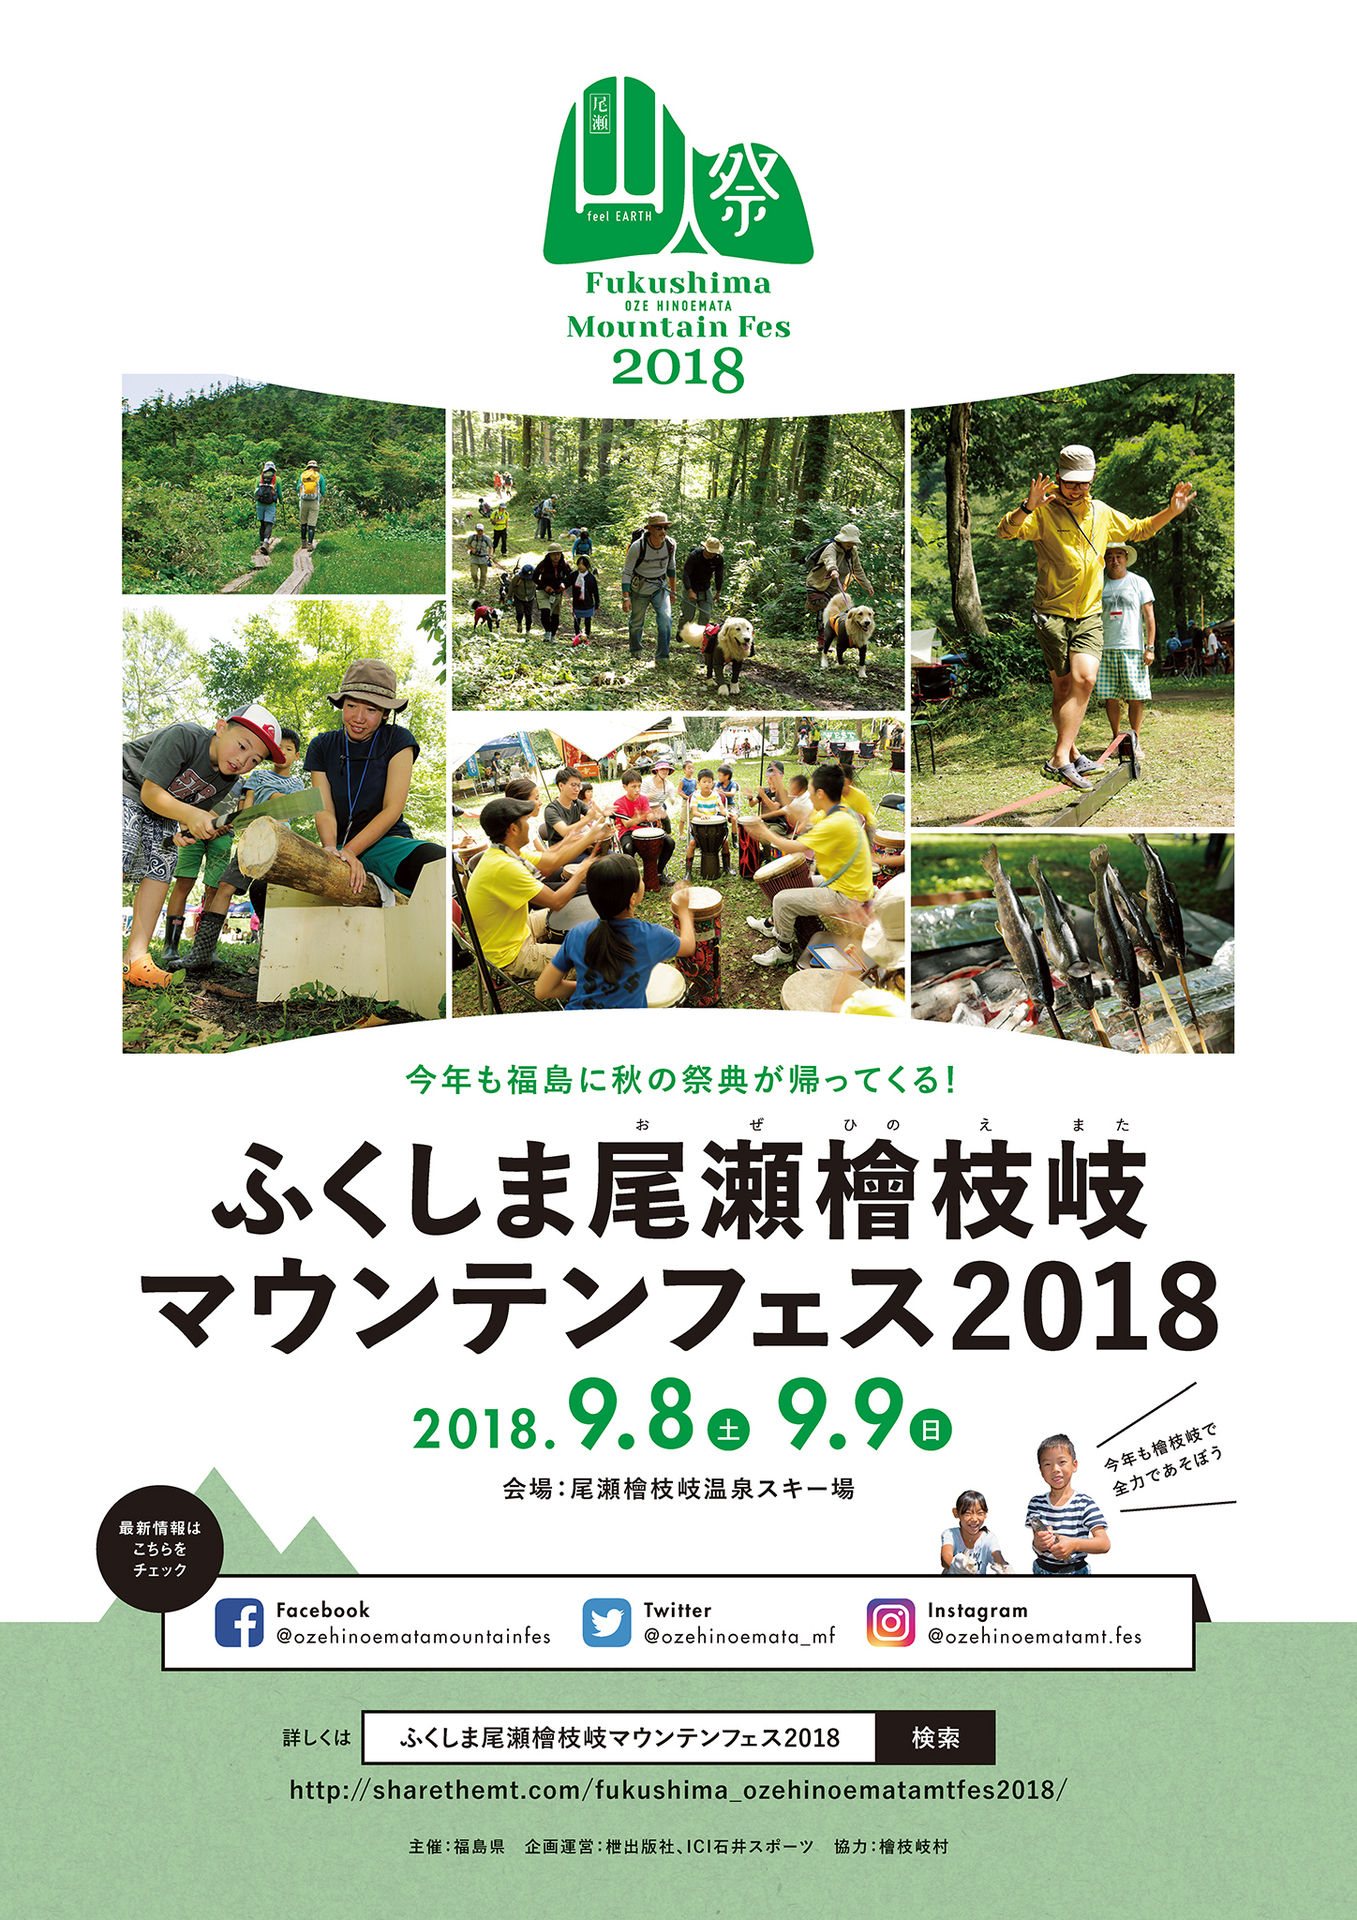 尾瀬
山人祭
feel EARTH
Fukushima
OZE HINOEMATA
Mountain Fes
2018
今年も福島に秋の祭典が帰ってくる！
お ぜ ひの え また
ふくしま尾瀬檜枝岐
マウンテンフェス2018
2018. 9.8 土 9.9 日
会場：尾瀬檜枝岐温泉スキー場
今年も檜枝岐で
全力であそぼう
最新情報は
こちらを
チェック
Facebook
@ozehinoematamountainfes
Twitter
@ozehinoemata_mf
Instagram
@ozehinoematamt.fes
詳しくは ふくしま尾瀬檜枝岐マウンテンフェス2018 検索
http://sharethemt.com/fukushima_ozehinoematamtfes2018/
主催：福島県 企画運営：枻出版社、ICI石井スポーツ 協力：檜枝岐村